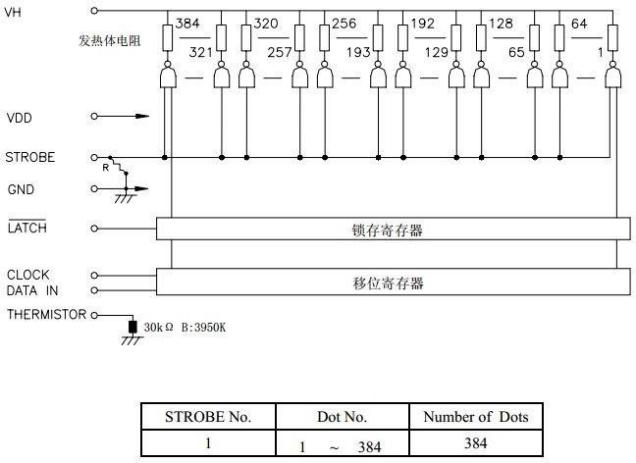 VH
384 320 256 192 128 64
发热体电阻
321 257 193 129 65 1
VDD
STROBE
R
GND
LATCH
锁存寄存器
CLOCK
移位寄存器
DATA IN
THERMISTOR
30kΩ B:3950K
STROBE No. Dot No. Number of Dots
1 1 ~ 384 384